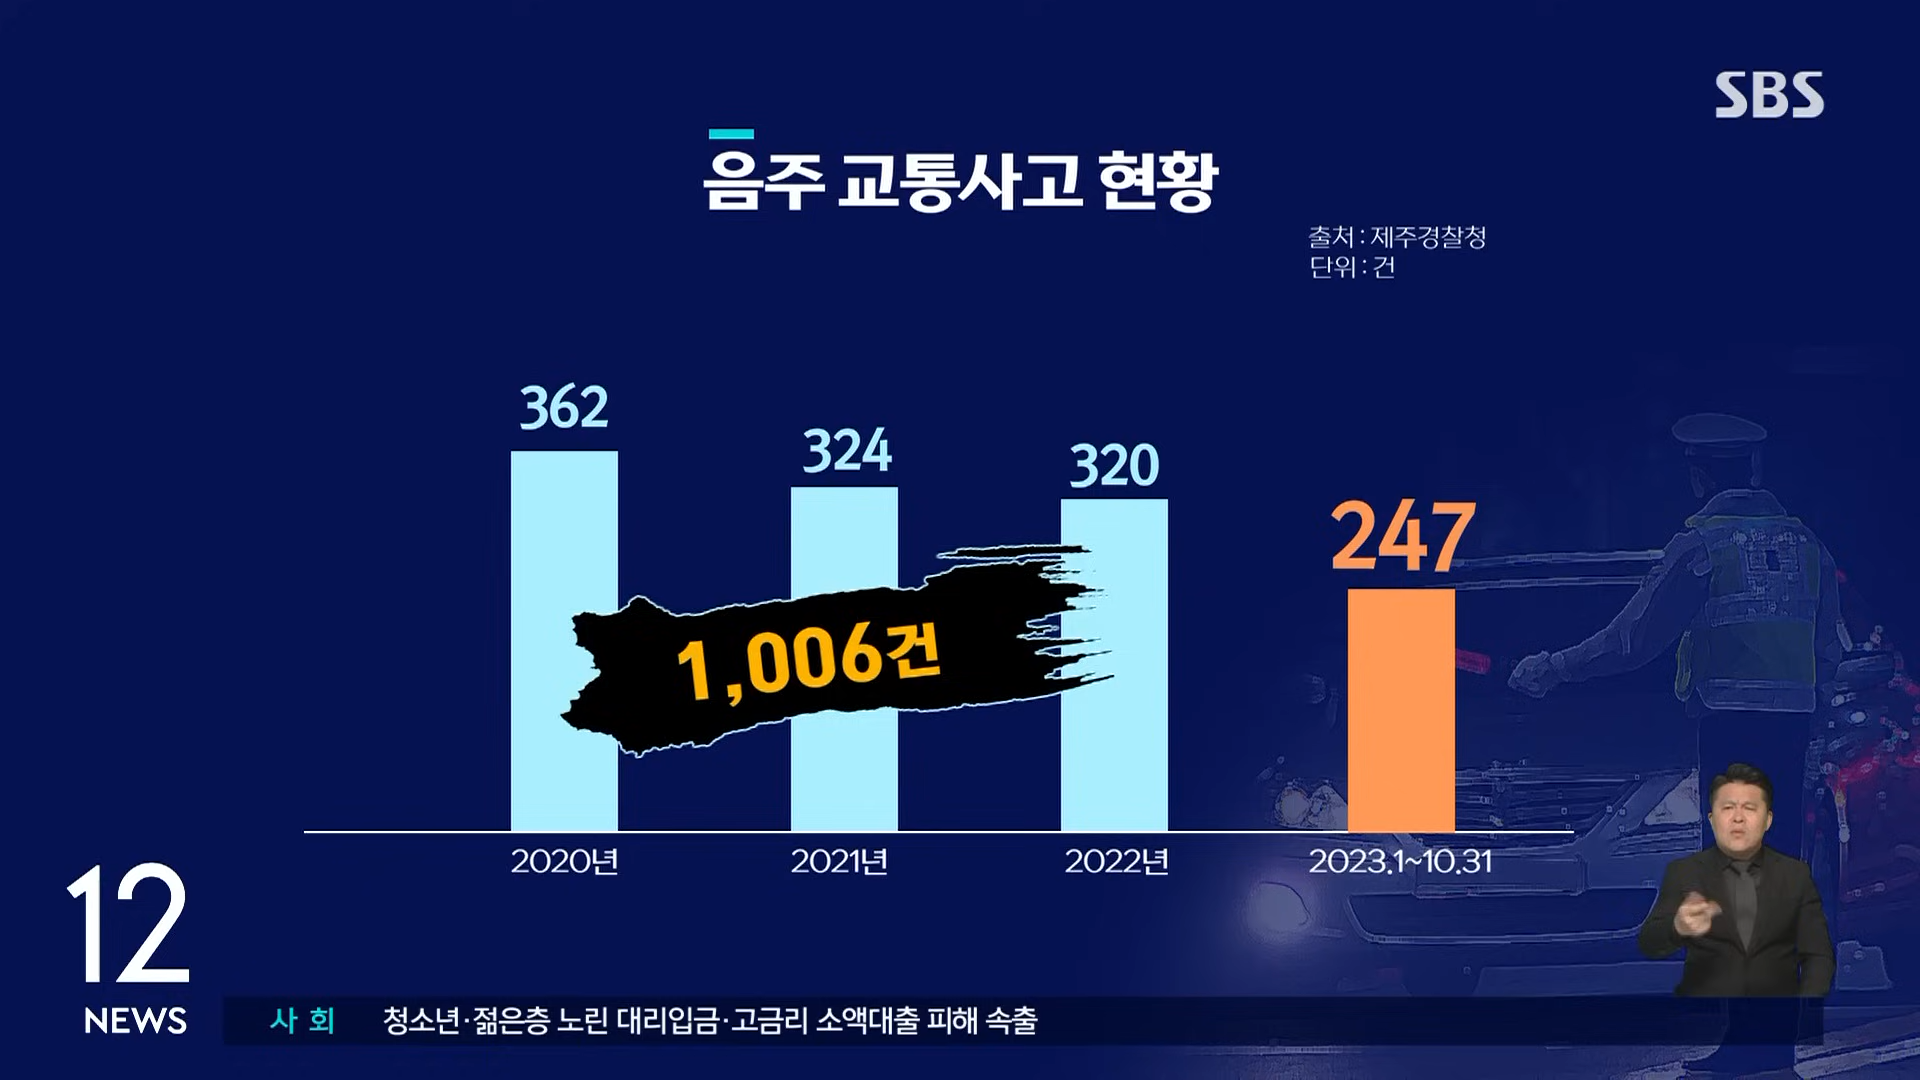 SBS
음주 교통사고 현황
출처 : 제주경찰청
단위 : 건
362
324
320
247
1,006건
2020년
2021년
2022년
2023.1~10.31
12
NEWS
사 회 청소년·젊은층 노린 대리입금·고금리 소액대출 피해 속출